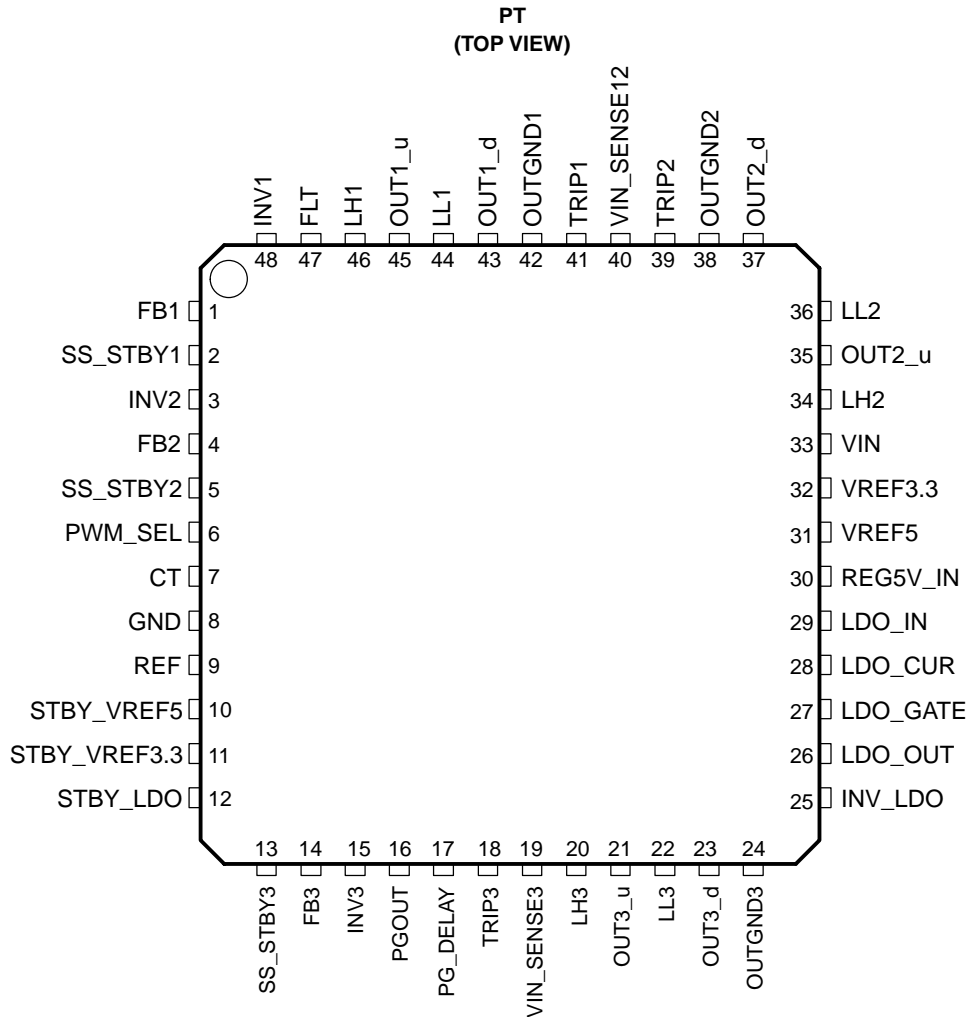 PT
(TOP VIEW)
INV1
FLT
LH1
OUT1_u
LL1
OUT1_d
OUTGND1
TRIP1
VIN_SENSE12
TRIP2
OUTGND2
OUT2_d
48 47 46 45 44 43 42 41 40 39 38 37
FB1 1
SS_STBY1 2
INV2 3
FB2 4
SS_STBY2 5
PWM_SEL 6
CT 7
GND 8
REF 9
STBY_VREF5 10
STBY_VREF3.3 11
STBY_LDO 12
36 LL2
35 OUT2_u
34 LH2
33 VIN
32 VREF3.3
31 VREF5
30 REG5V_IN
29 LDO_IN
28 LDO_CUR
27 LDO_GATE
26 LDO_OUT
25 INV_LDO
13 14 15 16 17 18 19 20 21 22 23 24
SS_STBY3
FB3
INV3
PGOUT
PG_DELAY
TRIP3
VIN_SENSE3
LH3
OUT3_u
LL3
OUT3_d
OUTGND3